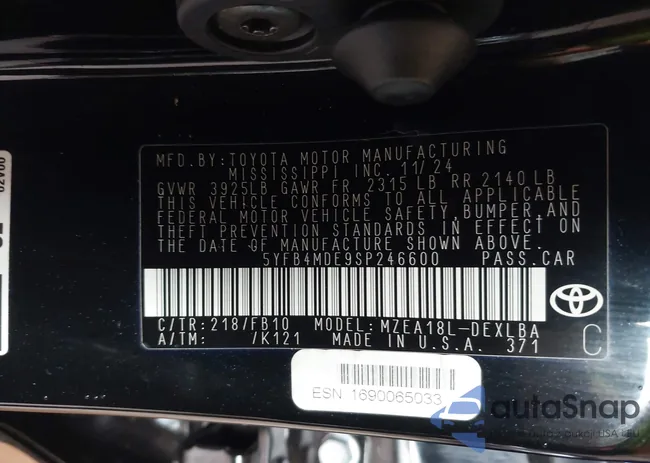 MFD.BY:TOYOTA MOTOR MANUFACTURING
MISSISSIPPI INC. 11/24
GVWR 3925LB GAWR FR 2315 LB RR 2140 LB
THIS VEHICLE CONFORMS TO ALL APPLICABLE
FEDERAL MOTOR VEHICLE SAFETY,BUMPER,AND
THEFT PREVENTION STANDARDS IN EFFECT ON
THE DATE OF MANUFACTURE SHOWN ABOVE.
5YFB4MDE9SP246600 PASS.CAR
C/TR:218/FB10 MODEL: MZEA18L-DEXLBA
A/TM: /K121 MADE IN U.S.A. 371 C
ESN 1690065033
autaSnap